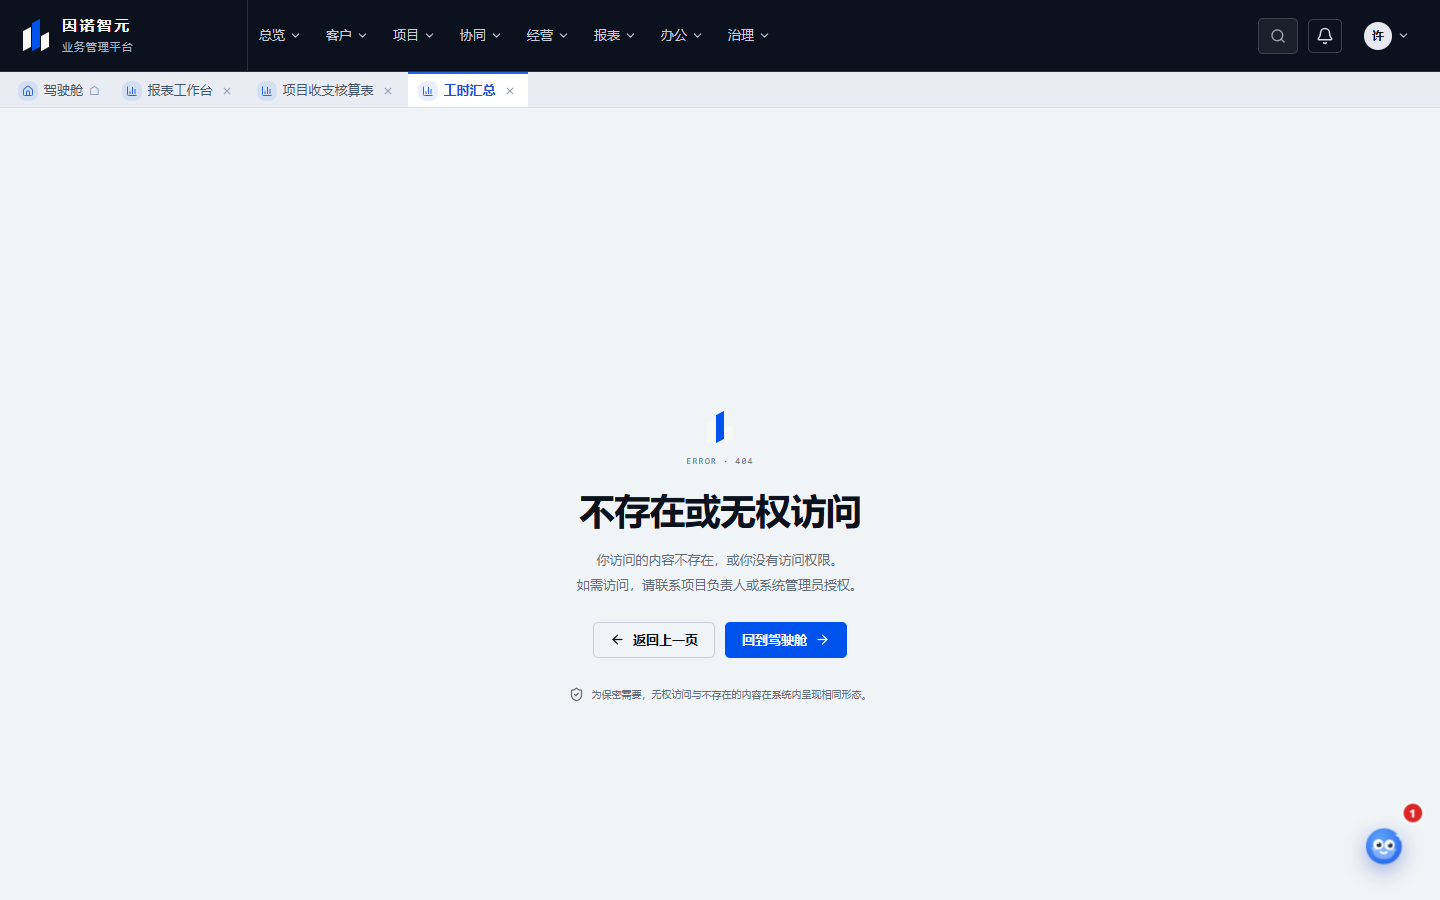 因诺智元
业务管理平台
总览
客户
项目
协同
经营
报表
办公
治理
许
驾驶舱
报表工作台
项目收支核算表
工时汇总
ERROR · 404
不存在或无权访问
你访问的内容不存在，或你没有访问权限。
如需访问，请联系项目负责人或系统管理员授权。
返回上一页
回到驾驶舱
为保密需要，无权访问与不存在的内容在系统内呈现相同形态。
1